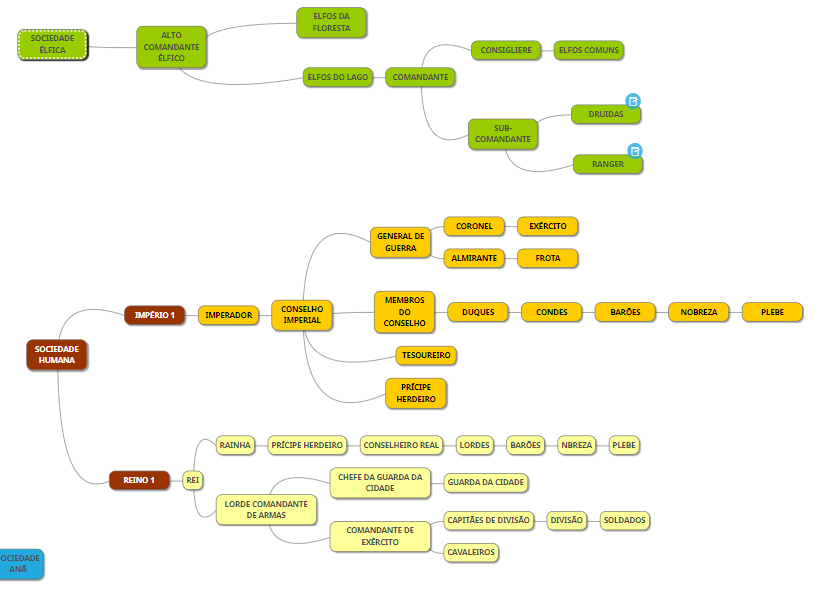 SOCIEDADE
ÉLFICA
ALTO
COMANDANTE
ÉLFICO
ELFOS DA
FLORESTA
ELFOS DO LAGO
COMANDANTE
CONSIGLIERE
ELFOS COMUNS
SUB-
COMANDANTE
DRUIDAS
RANGER
SOCIEDADE
HUMANA
IMPÉRIO 1
IMPERADOR
CONSELHO
IMPERIAL
GENERAL DE
GUERRA
CORONEL
EXÉRCITO
ALMIRANTE
FROTA
MEMBROS
DO
CONSELHO
DUQUES
CONDES
BARÕES
NOBREZA
PLEBE
TESOUREIRO
PRÍCIPE
HERDEIRO
REINO 1
REI
RAINHA
PRÍCIPE HERDEIRO
CONSELHEIRO REAL
LORDES
BARÕES
NBREZA
PLEBE
LORDE COMANDANTE
DE ARMAS
CHEFE DA GUARDA DA
CIDADE
GUARDA DA CIDADE
COMANDANTE DE
EXÉRCITO
CAPITÃES DE DIVISÃO
DIVISÃO
SOLDADOS
CAVALEIROS
OCIEDADE
ANÃ